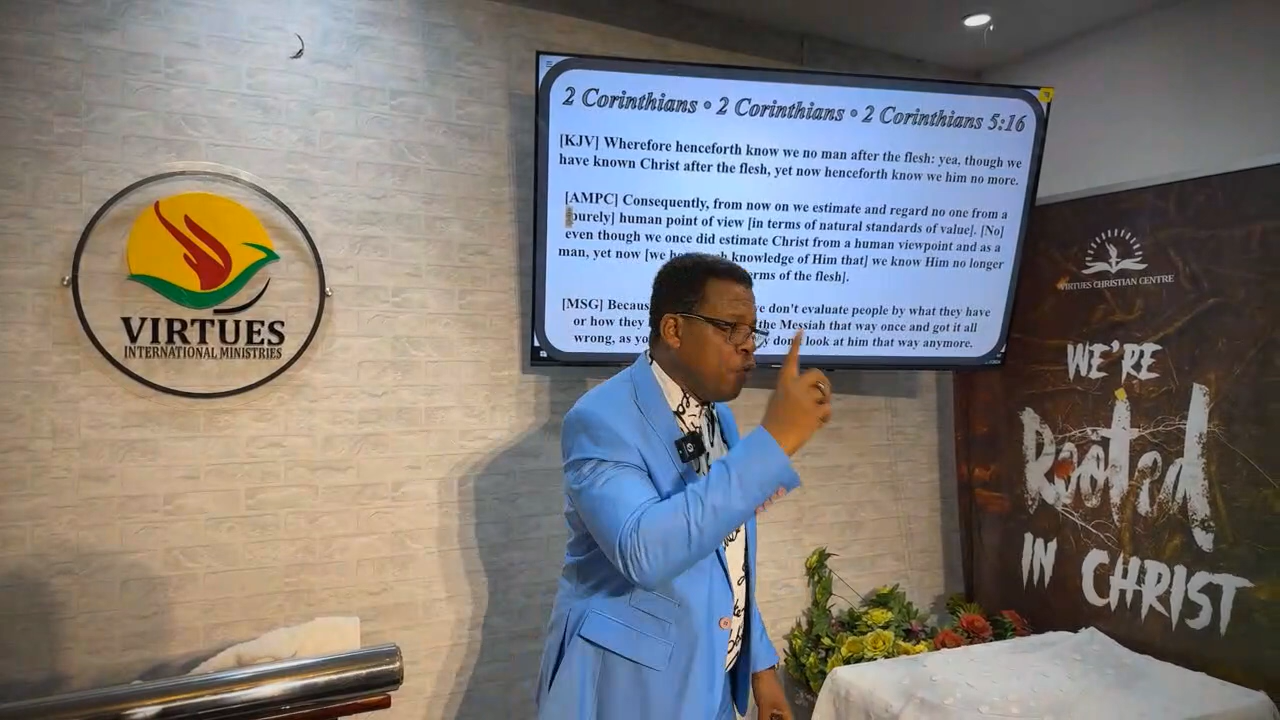 VIRTUES
INTERNATIONAL MINISTRIES
2 Corinthians • 2 Corinthians • 2 Corinthians 5:16
[KJV] Wherefore henceforth know we no man after the flesh: yea, though we
have known Christ after the flesh, yet now henceforth know we him no more.
[AMPC] Consequently, from now on we estimate and regard no one from a
purely] human point of view [in terms of natural standards of value]. [No]
even though we once did estimate Christ from a human viewpoint and as a
man, yet now [we knowledge of Him that] we know Him no longer
terms of the flesh].
[MSG] don't evaluate people by what they have
or how they the Messiah that way once and got it all
wrong, as look at him that way anymore.
VIRTUES CHRISTIAN CENTRE
WE'RE
Rooted
IN CHRIST